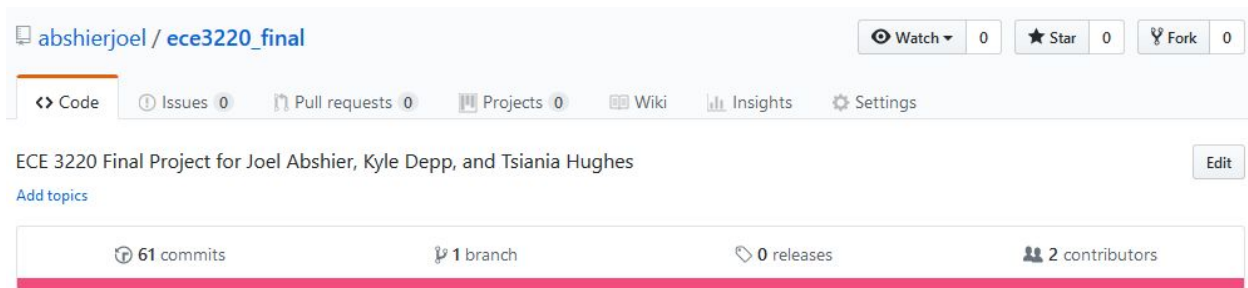 abshierjoel / ece3220_final Watch 0 Star 0 Fork 0
Code Issues 0 Pull requests 0 Projects 0 Wiki Insights Settings
ECE 3220 Final Project for Joel Abshier, Kyle Depp, and Tsiania Hughes Edit
Add topics
61 commits 1 branch 0 releases 2 contributors